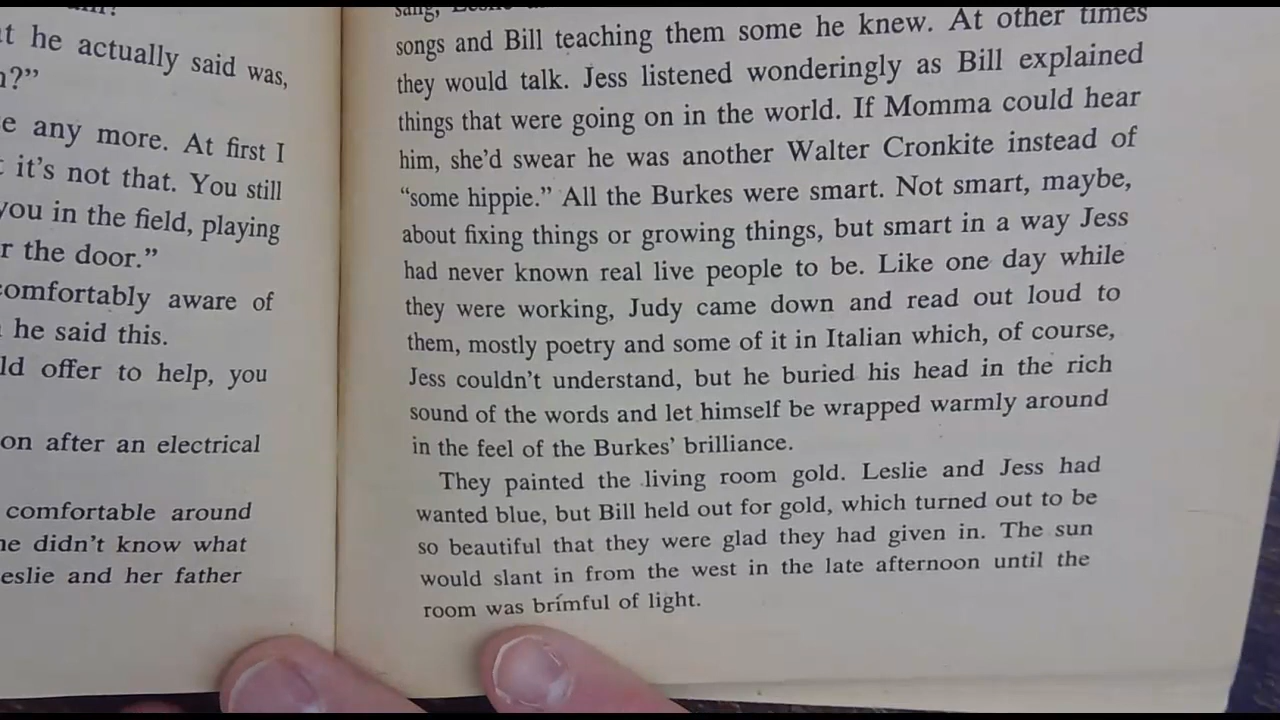 t he actually said was,
?”
e any more. At first I
it’s not that. You still
you in the field, playing
r the door.”
comfortably aware of
he said this.
ld offer to help, you
on after an electrical
comfortable around
he didn’t know what
eslie and her father
sang,
songs and Bill teaching them some he knew. At other times
they would talk. Jess listened wonderingly as Bill explained
things that were going on in the world. If Momma could hear
him, she’d swear he was another Walter Cronkite instead of
“some hippie.” All the Burkes were smart. Not smart, maybe,
about fixing things or growing things, but smart in a way Jess
had never known real live people to be. Like one day while
they were working, Judy came down and read out loud to
them, mostly poetry and some of it in Italian which, of course,
Jess couldn’t understand, but he buried his head in the rich
sound of the words and let himself be wrapped warmly around
in the feel of the Burkes’ brilliance.
They painted the living room gold. Leslie and Jess had
wanted blue, but Bill held out for gold, which turned out to be
so beautiful that they were glad they had given in. The sun
would slant in from the west in the late afternoon until the
room was brimful of light.